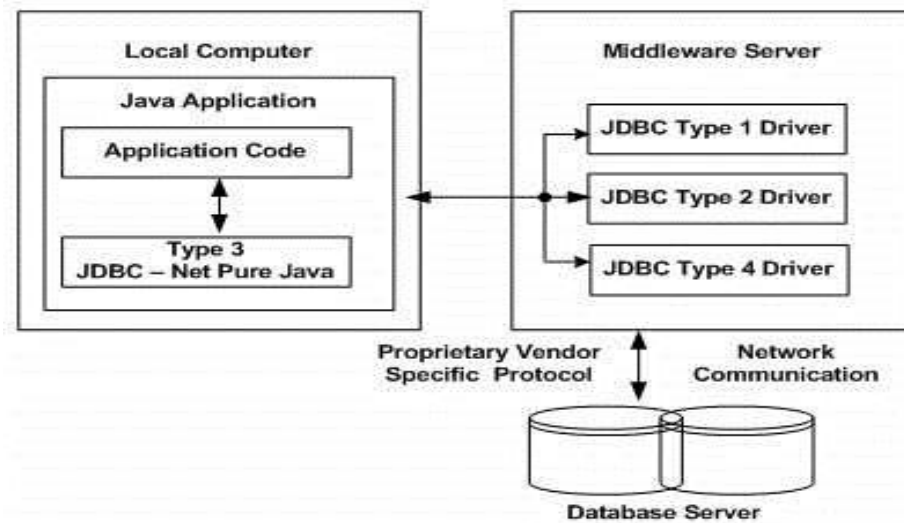 Local Computer
Java Application
Application Code
Type 3
JDBC – Net Pure Java
Middleware Server
JDBC Type 1 Driver
JDBC Type 2 Driver
JDBC Type 4 Driver
Proprietary Vendor
Specific Protocol
Network
Communication
Database Server